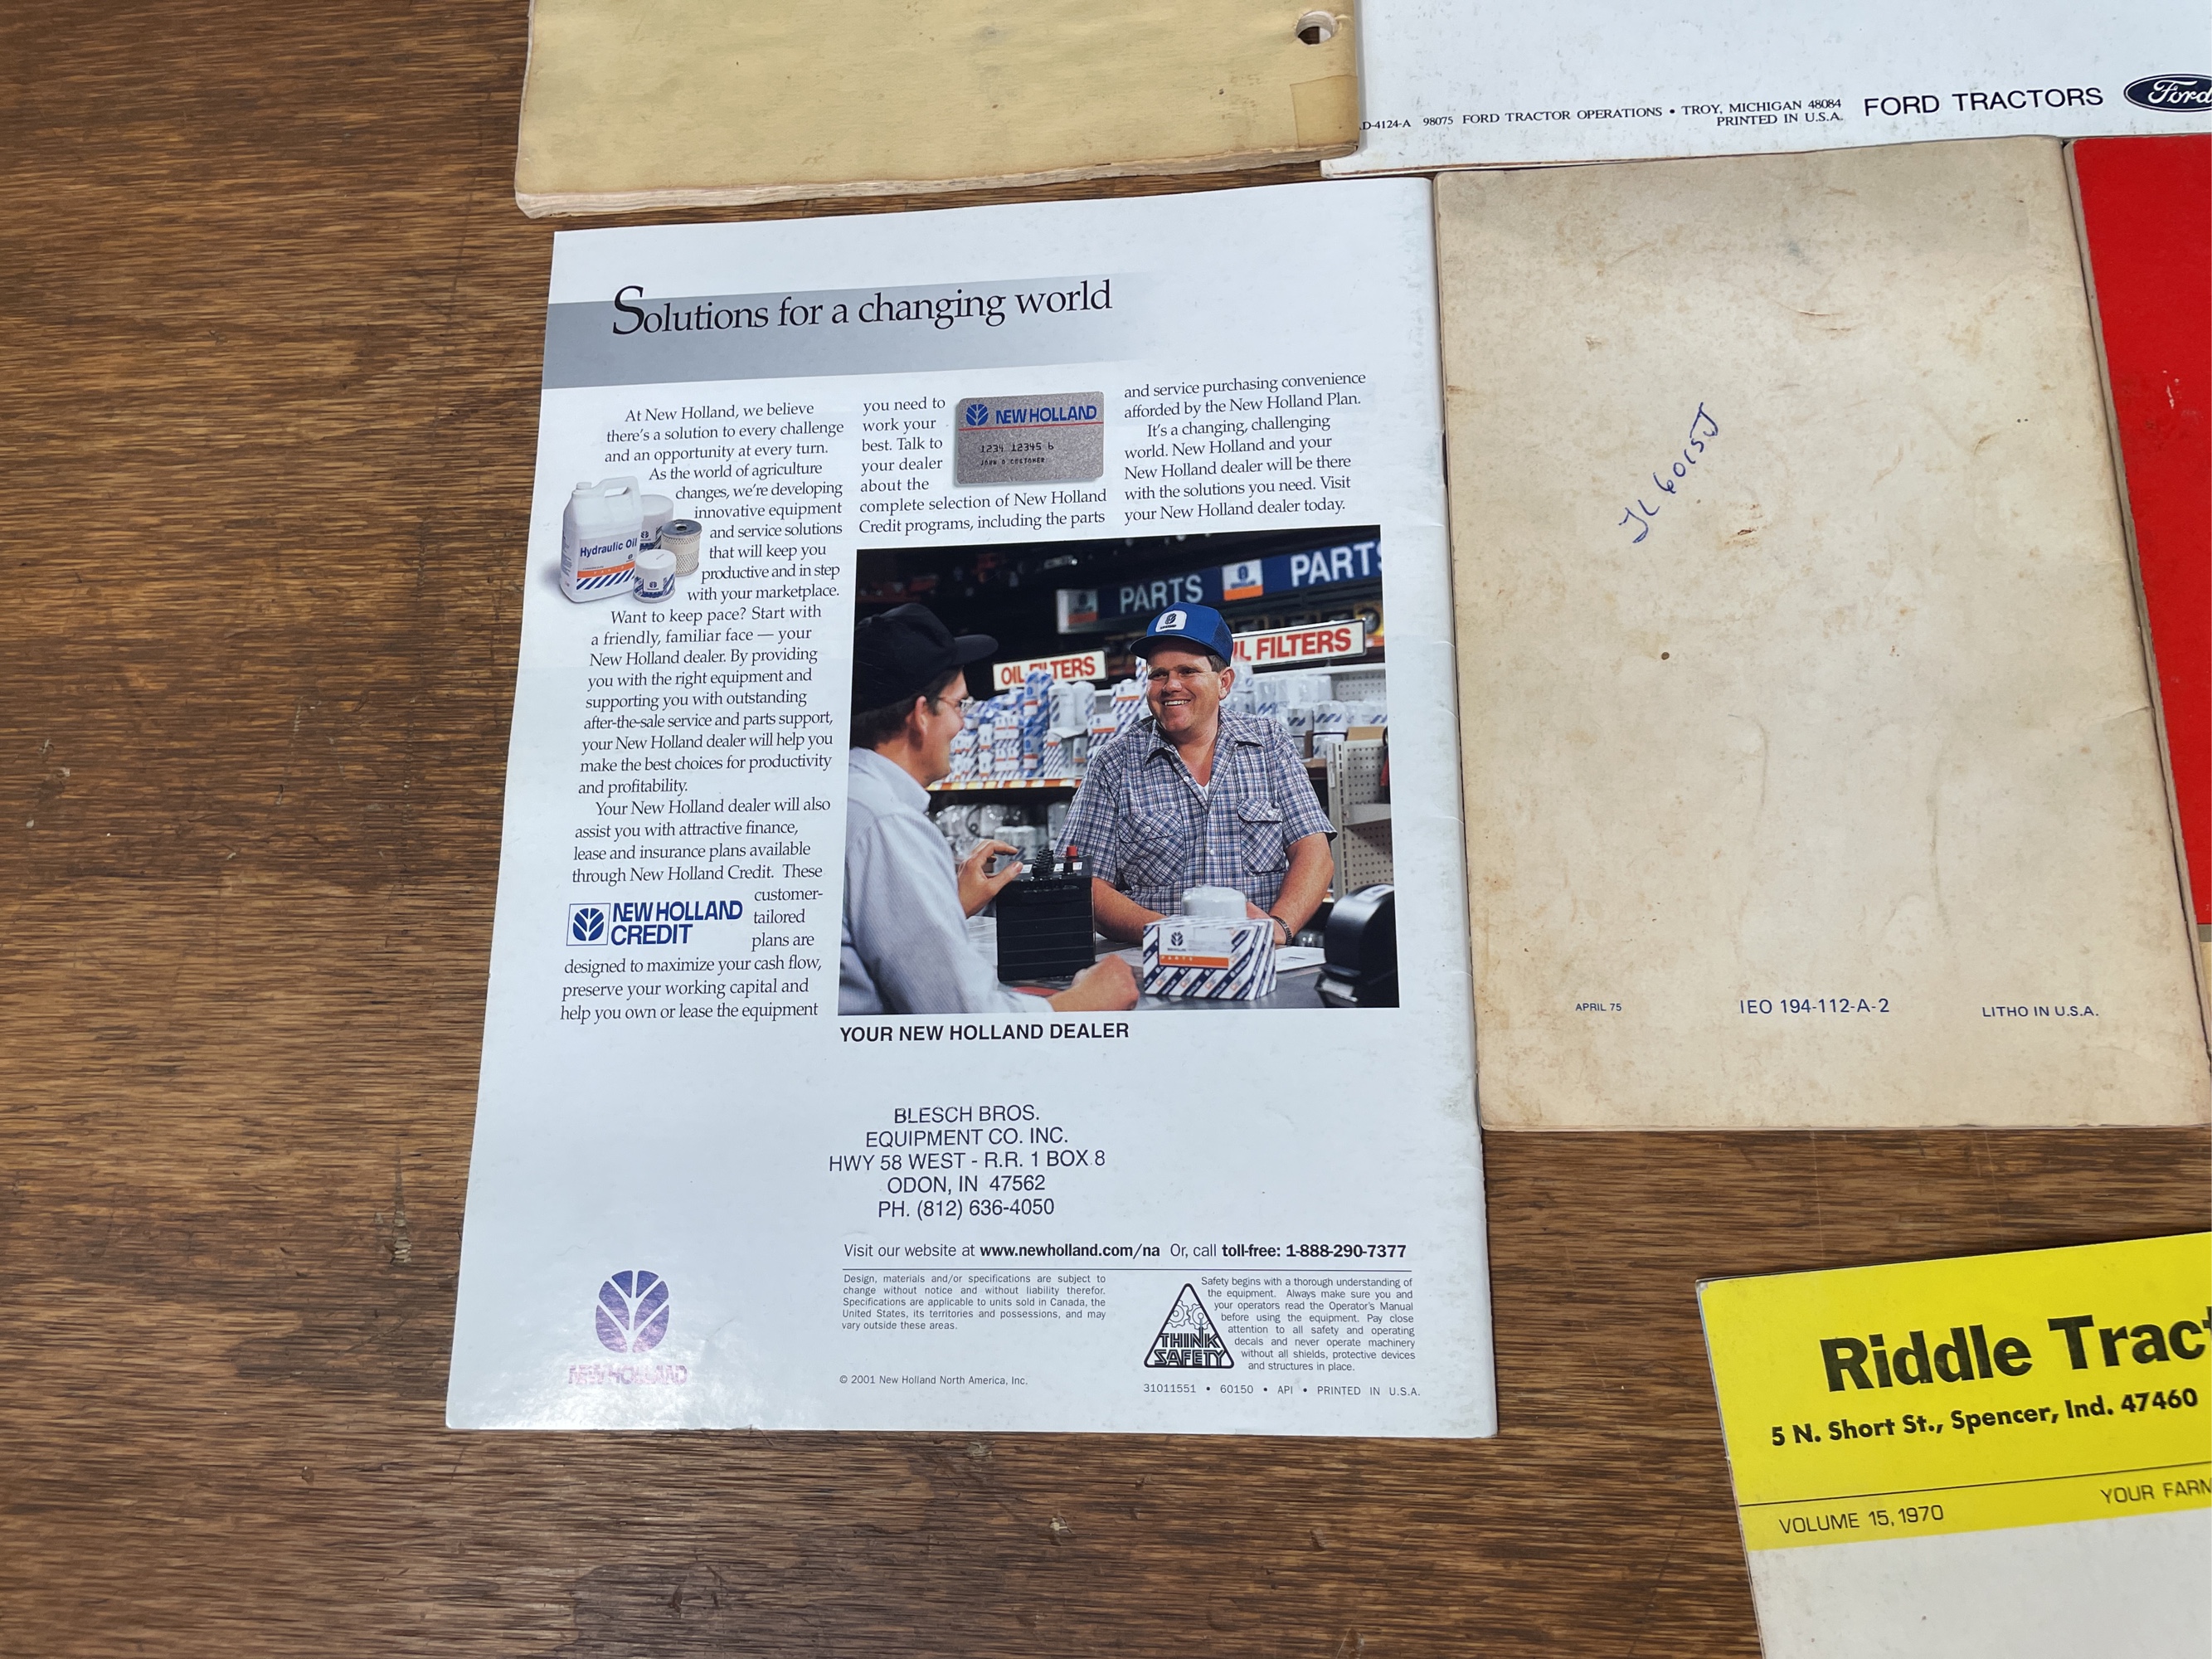 D-4124-A 98075 FORD TRACTOR OPERATIONS • TROY, MICHIGAN 48084
PRINTED IN U.S.A.
FORD TRACTORS
Ford
Solutions for a changing world
At New Holland, we believe
there's a solution to every challenge
and an opportunity at every turn.
As the world of agriculture
changes, we're developing
innovative equipment
and service solutions
that will keep you
productive and in step
with your marketplace.
Want to keep pace? Start with
a friendly, familiar face — your
New Holland dealer. By providing
you with the right equipment and
supporting you with outstanding
after-the-sale service and parts support,
your New Holland dealer will help you
make the best choices for productivity
and profitability.
Your New Holland dealer will also
assist you with attractive finance,
lease and insurance plans available
through New Holland Credit. These
customer-
tailored
plans are
designed to maximize your cash flow,
preserve your working capital and
help you own or lease the equipment
Hydraulic Oil
PARTS
NEW HOLLAND
CREDIT
you need to
work your
best. Talk to
your dealer
about the
complete selection of New Holland
Credit programs, including the parts
NEW HOLLAND
1234 12345 6
JOHN Q CUSTOMER
and service purchasing convenience
afforded by the New Holland Plan.
It's a changing, challenging
world. New Holland and your
New Holland dealer will be there
with the solutions you need. Visit
your New Holland dealer today.
PARTS
PARTS
OIL FILTERS
IL FILTERS
PARTS
YOUR NEW HOLLAND DEALER
BLESCH BROS.
EQUIPMENT CO. INC.
HWY 58 WEST - R.R. 1 BOX 8
ODON, IN 47562
PH. (812) 636-4050
Visit our website at www.newholland.com/na Or, call toll-free: 1-888-290-7377
Design, materials and/or specifications are subject to
change without notice and without liability therefor.
Specifications are applicable to units sold in Canada, the
United States, its territories and possessions, and may
vary outside these areas.
© 2001 New Holland North America, Inc.
THINK
SAFETY
Safety begins with a thorough understanding of
the equipment. Always make sure you and
your operators read the Operator's Manual
before using the equipment. Pay close
attention to all safety and operating
decals and never operate machinery
without all shields, protective devices
and structures in place.
31011551 • 60150 • API • PRINTED IN U.S.A.
NEW HOLLAND
JL6015J
APRIL 75
IEO 194-112-A-2
LITHO IN U.S.A.
Riddle Tract
5 N. Short St., Spencer, Ind. 47460
VOLUME 15, 1970
YOUR FARM